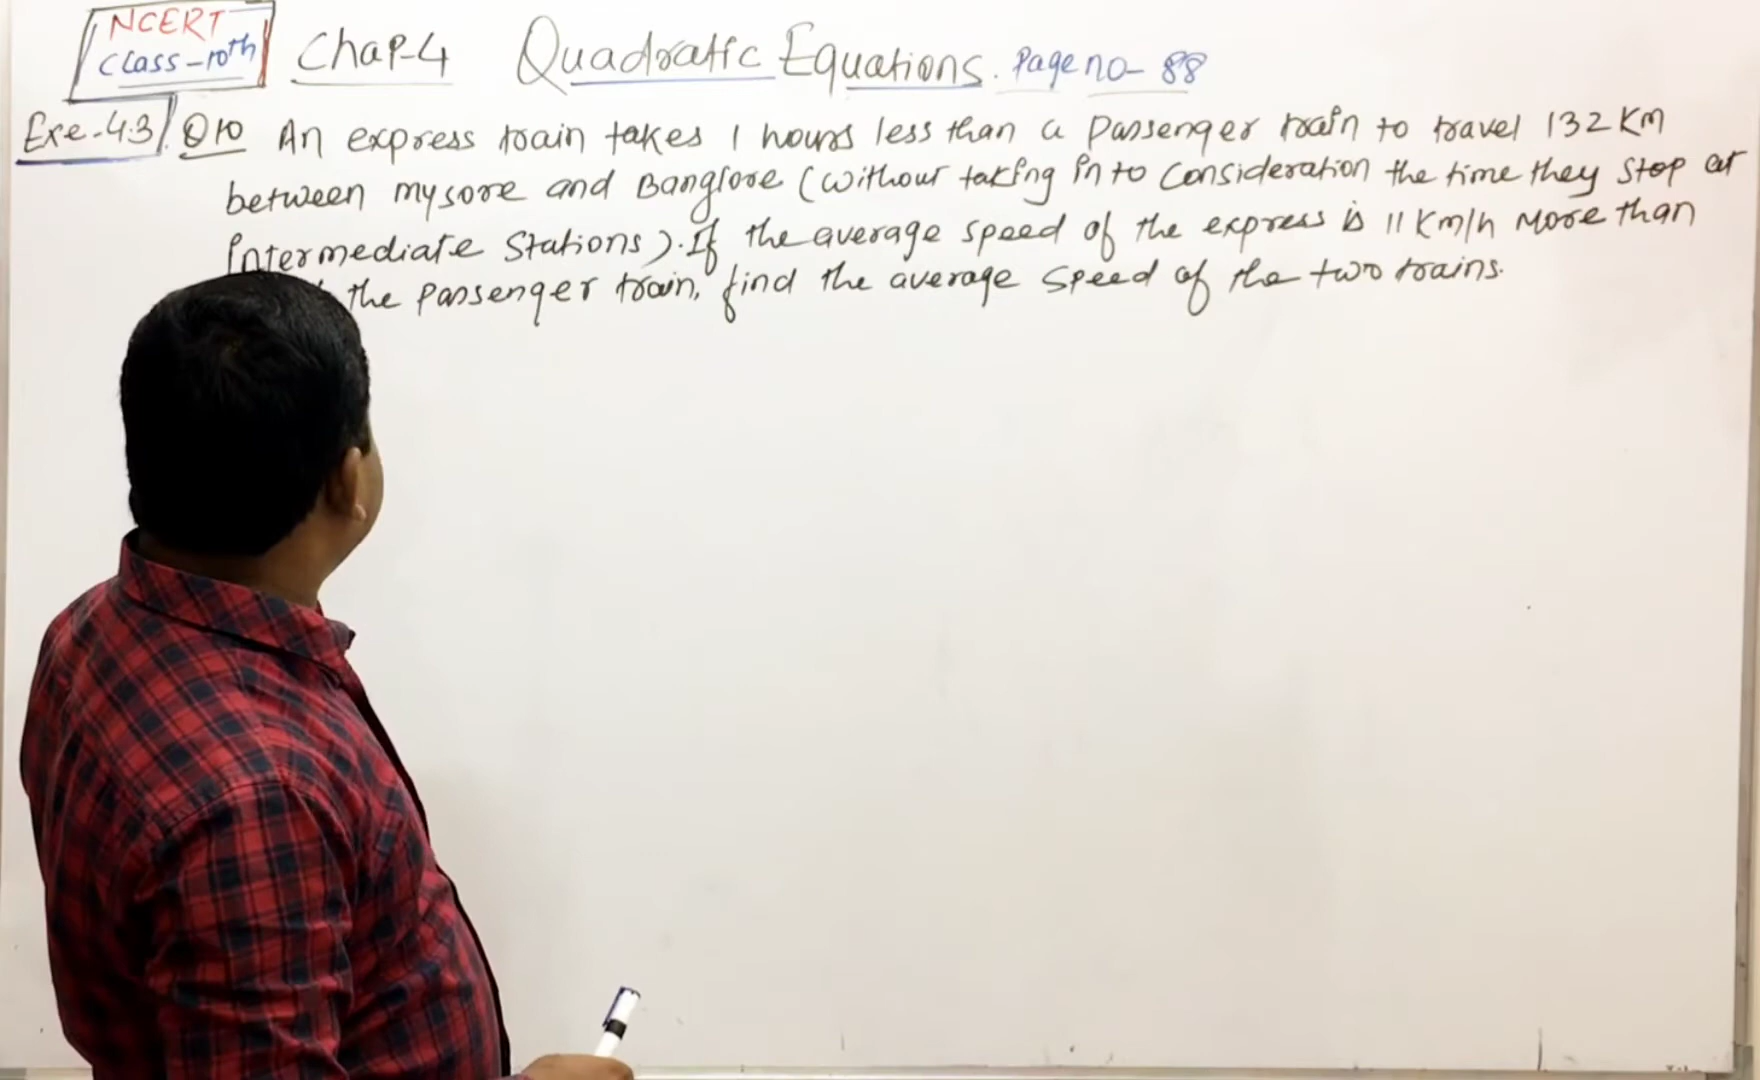 NCERT
Class-10th
Chap-4 Quadratic Equations. Page no- 88
Exe-4.3 Q10 An express train takes 1 hours less than a Passenger train to travel 132 Km
between mysore and Banglore (without taking in to Consideration the time they Stop at
Intermediate Stations). If the average speed of the express is 11 Km/h More than
the Passenger train, find the average Speed of the two trains.